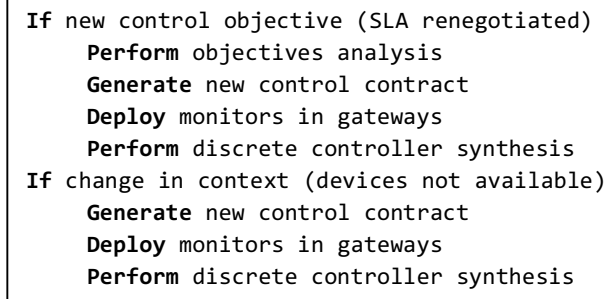 If new control objective (SLA renegotiated)
Perform objectives analysis
Generate new control contract
Deploy monitors in gateways
Perform discrete controller synthesis
If change in context (devices not available)
Generate new control contract
Deploy monitors in gateways
Perform discrete controller synthesis